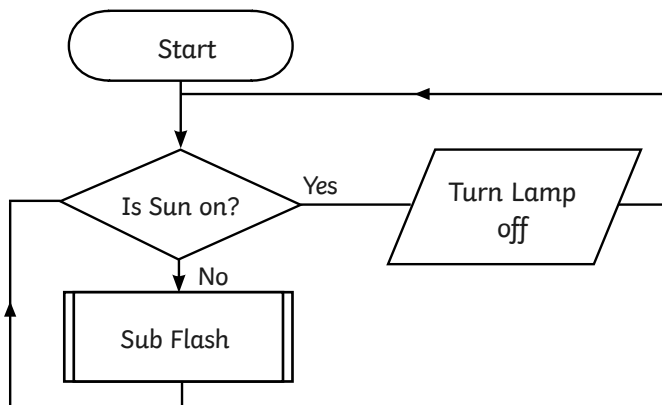 Start
Is Sun on?
Yes
Turn Lamp
off
No
Sub Flash